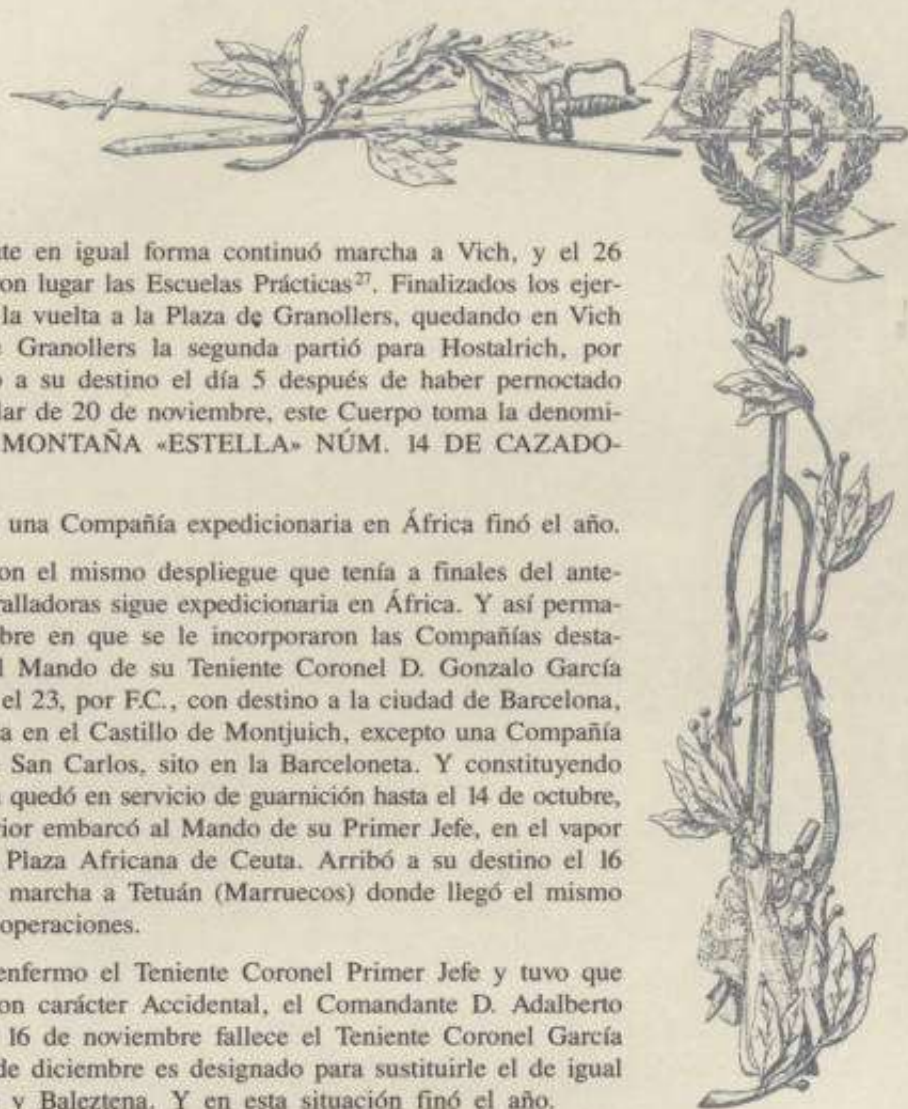 te en igual forma continuó marcha a Vich, y el 26
on lugar las Escuelas Prácticas²⁷. Finalizados los ejer-
la vuelta a la Plaza de Granollers, quedando en Vich
Granollers la segunda partió para Hostalrich, por
o a su destino el día 5 después de haber pernoctado
lar de 20 de noviembre, este Cuerpo toma la denomi-
MONTAÑA «ESTELLA» NÚM. 14 DE CAZADO-
una Compañía expedicionaria en África finó el año.
on el mismo despliegue que tenía a finales del ante-
ralladoras sigue expedicionaria en África. Y así perma-
bre en que se le incorporaron las Compañías desta-
l Mando de su Teniente Coronel D. Gonzalo García
el 23, por F.C., con destino a la ciudad de Barcelona,
a en el Castillo de Montjuich, excepto una Compañía
San Carlos, sito en la Barceloneta. Y constituyendo
quedó en servicio de guarnición hasta el 14 de octubre,
rior embarcó al Mando de su Primer Jefe, en el vapor
Plaza Africana de Ceuta. Arribó a su destino el 16
marcha a Tetuán (Marruecos) donde llegó el mismo
operaciones.
enfermo el Teniente Coronel Primer Jefe y tuvo que
on carácter Accidental, el Comandante D. Adalberto
16 de noviembre fallece el Teniente Coronel García
de diciembre es designado para sustituirle el de igual
y Baleztena. Y en esta situación finó el año.